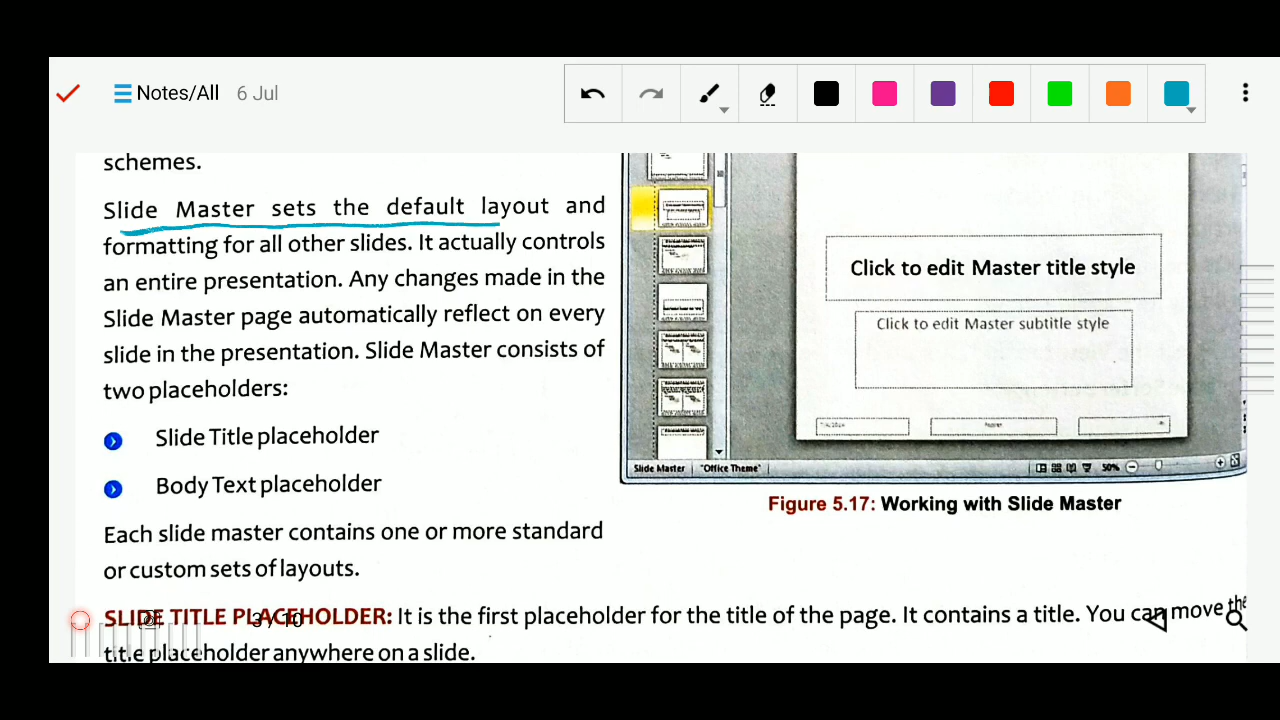 Notes/All 6 Jul
schemes.
Slide Master sets the default layout and
formatting for all other slides. It actually controls
an entire presentation. Any changes made in the
Slide Master page automatically reflect on every
slide in the presentation. Slide Master consists of
two placeholders:
Slide Title placeholder
Body Text placeholder
Each slide master contains one or more standard
or custom sets of layouts.
Click to edit Master title style
Click to edit Master subtitle style
Footer
Slide Master "Office Theme" 50%
Figure 5.17: Working with Slide Master
SLIDE TITLE PLACEHOLDER: It is the first placeholder for the title of the page. It contains a title. You can move the
3 / 10
title placeholder anywhere on a slide.